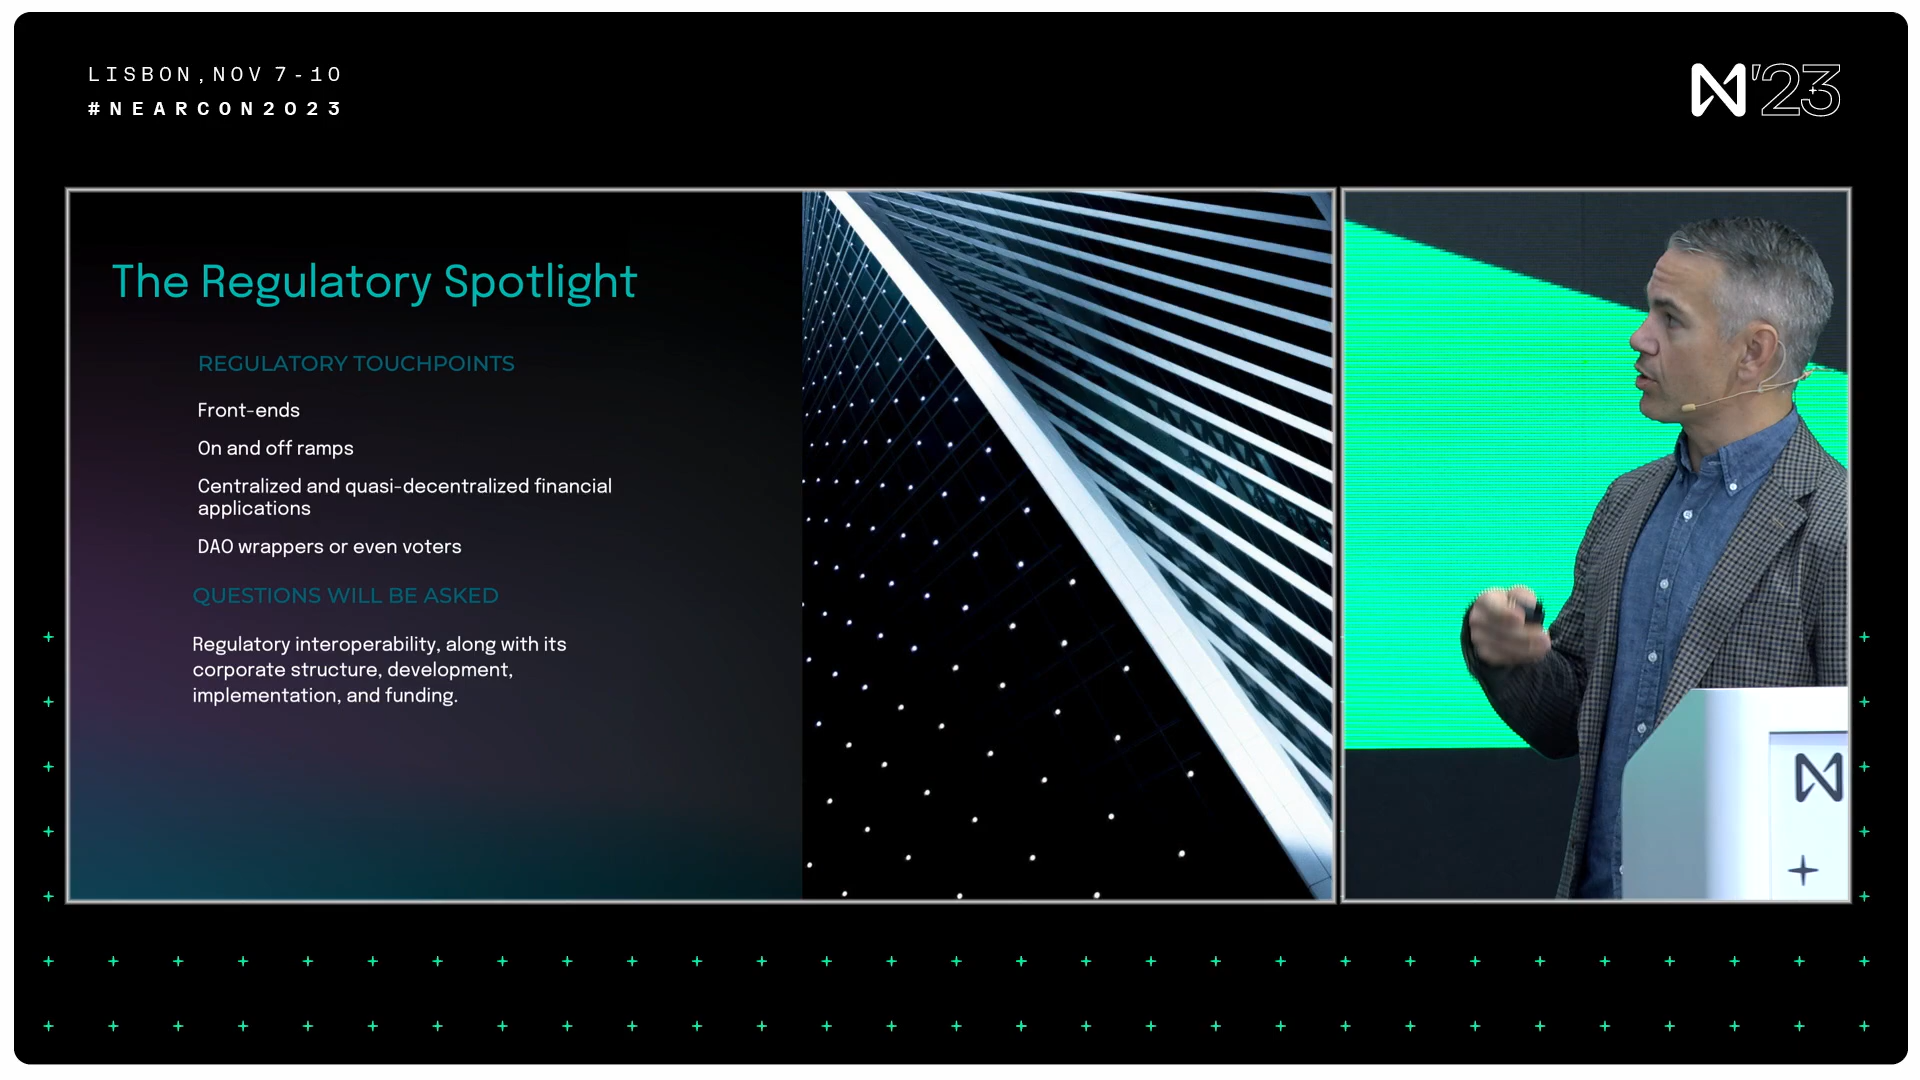 LISBON, NOV 7-10
#NEARCON2023
N'23
The Regulatory Spotlight
REGULATORY TOUCHPOINTS
Front-ends
On and off ramps
Centralized and quasi-decentralized financial
applications
DAO wrappers or even voters
QUESTIONS WILL BE ASKED
Regulatory interoperability, along with its
corporate structure, development,
implementation, and funding.
N